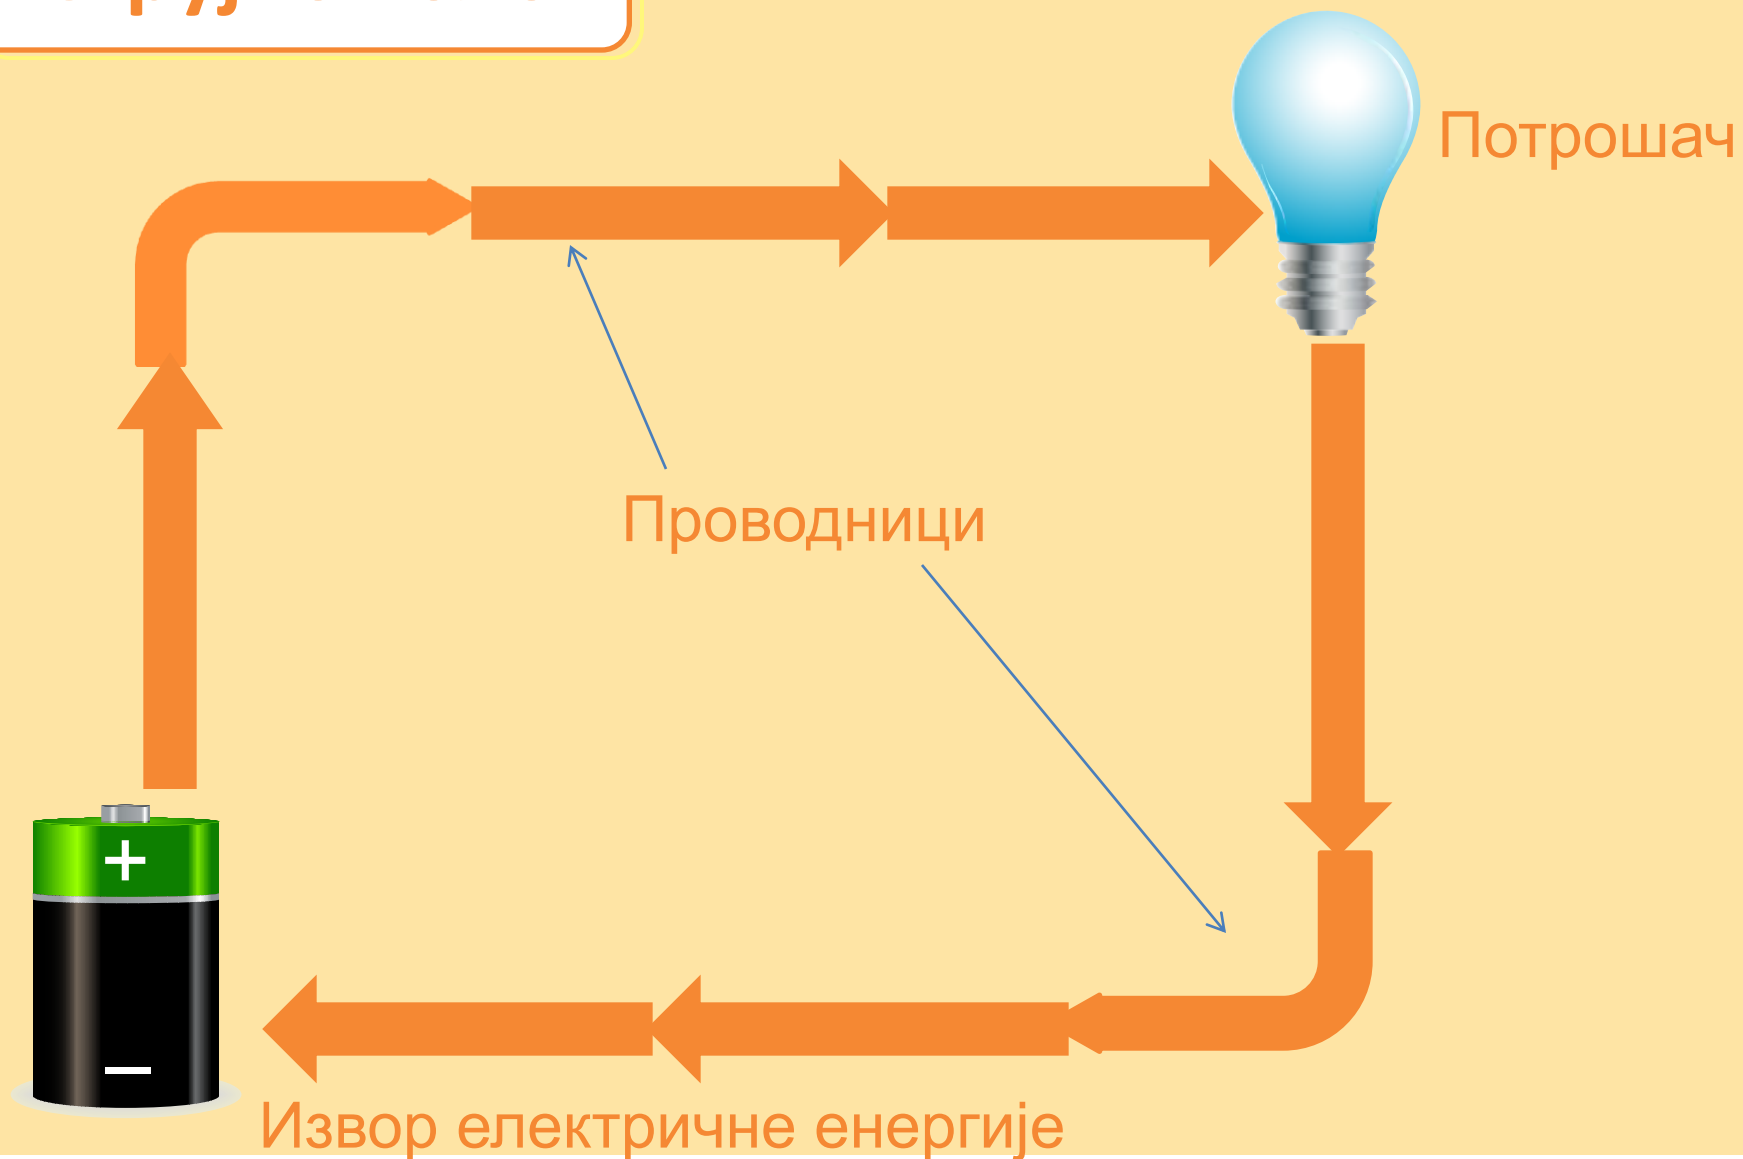 Потрошач
Проводници
+
–
Извор електричне енергије